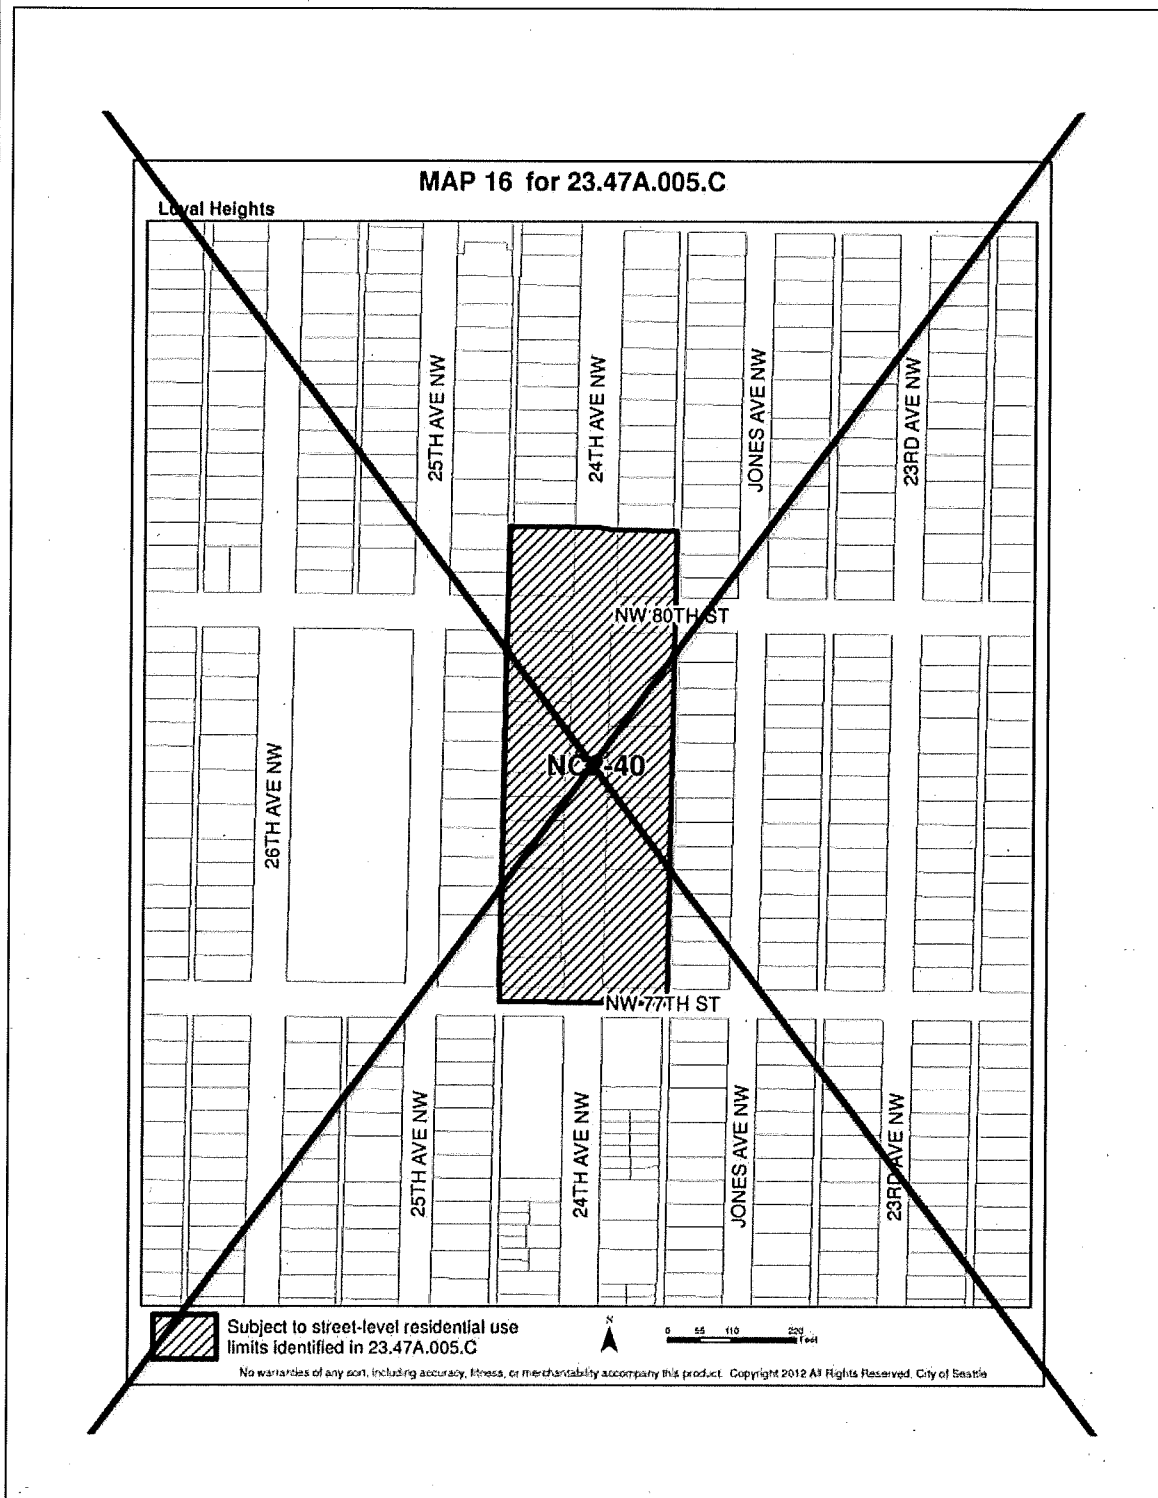 MAP 16 for 23.47A.005.C
Loyal Heights
25TH AVE NW
24TH AVE NW
JONES AVE NW
23RD AVE NW
NW 80TH ST
26TH AVE NW
NW 77TH ST
25TH AVE NW
24TH AVE NW
JONES AVE NW
23RD AVE NW
Subject to street-level residential use
limits identified in 23.47A.005.C
N
0 55 110 220
Feet
No warranties of any sort, including accuracy, fitness, or merchantability accompany this product. Copyright 2012 All Rights Reserved, City of Seattle